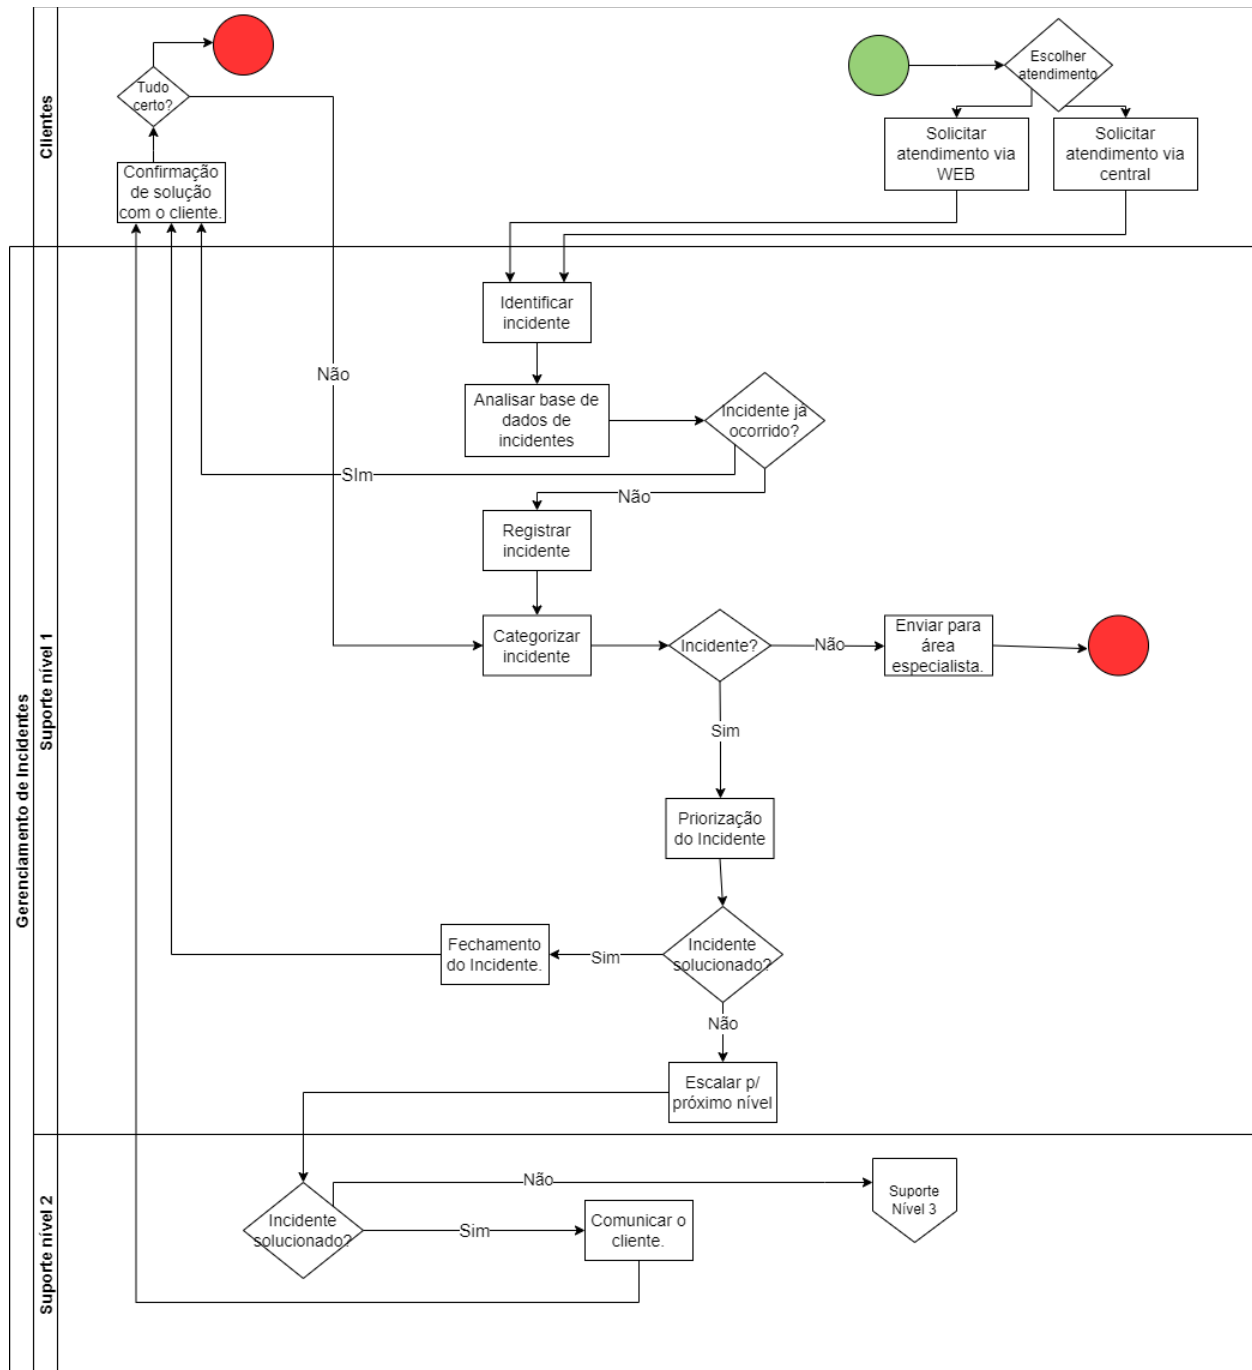 Gerenciamento de Incidentes
Clientes
Tudo
certo?
Confirmação
de solução
com o cliente.
Escolher
atendimento
Solicitar
atendimento via
WEB
Solicitar
atendimento via
central
Suporte nível 1
Identificar
incidente
Não
Analisar base de
dados de
incidentes
Incidente já
ocorrido?
SIm
Não
Registrar
incidente
Categorizar
incidente
Incidente?
Não
Enviar para
área
especialista.
Sim
Priorização
do Incidente
Fechamento
do Incidente.
Sim
Incidente
solucionado?
Não
Escalar p/
próximo nível
Suporte nível 2
Incidente
solucionado?
Não
Sim
Comunicar o
cliente.
Suporte
Nível 3